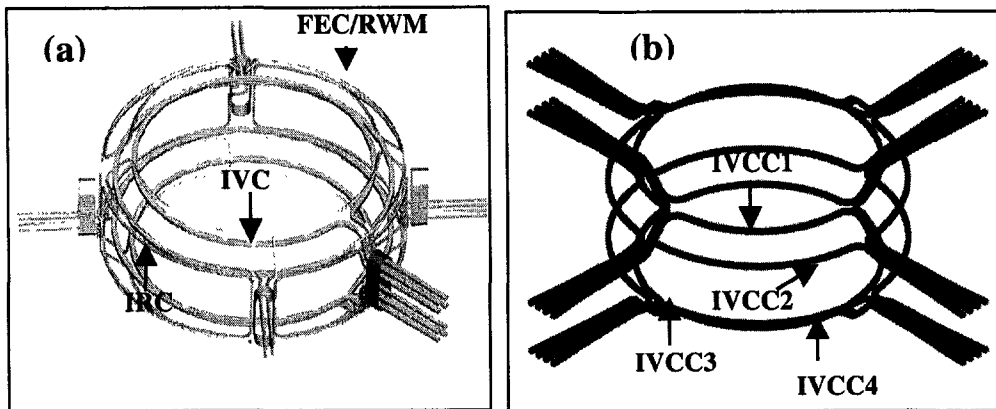 (a)
FEC/RWM
IVC
IRC
(b)
IVCC1
IVCC2
IVCC3
IVCC4